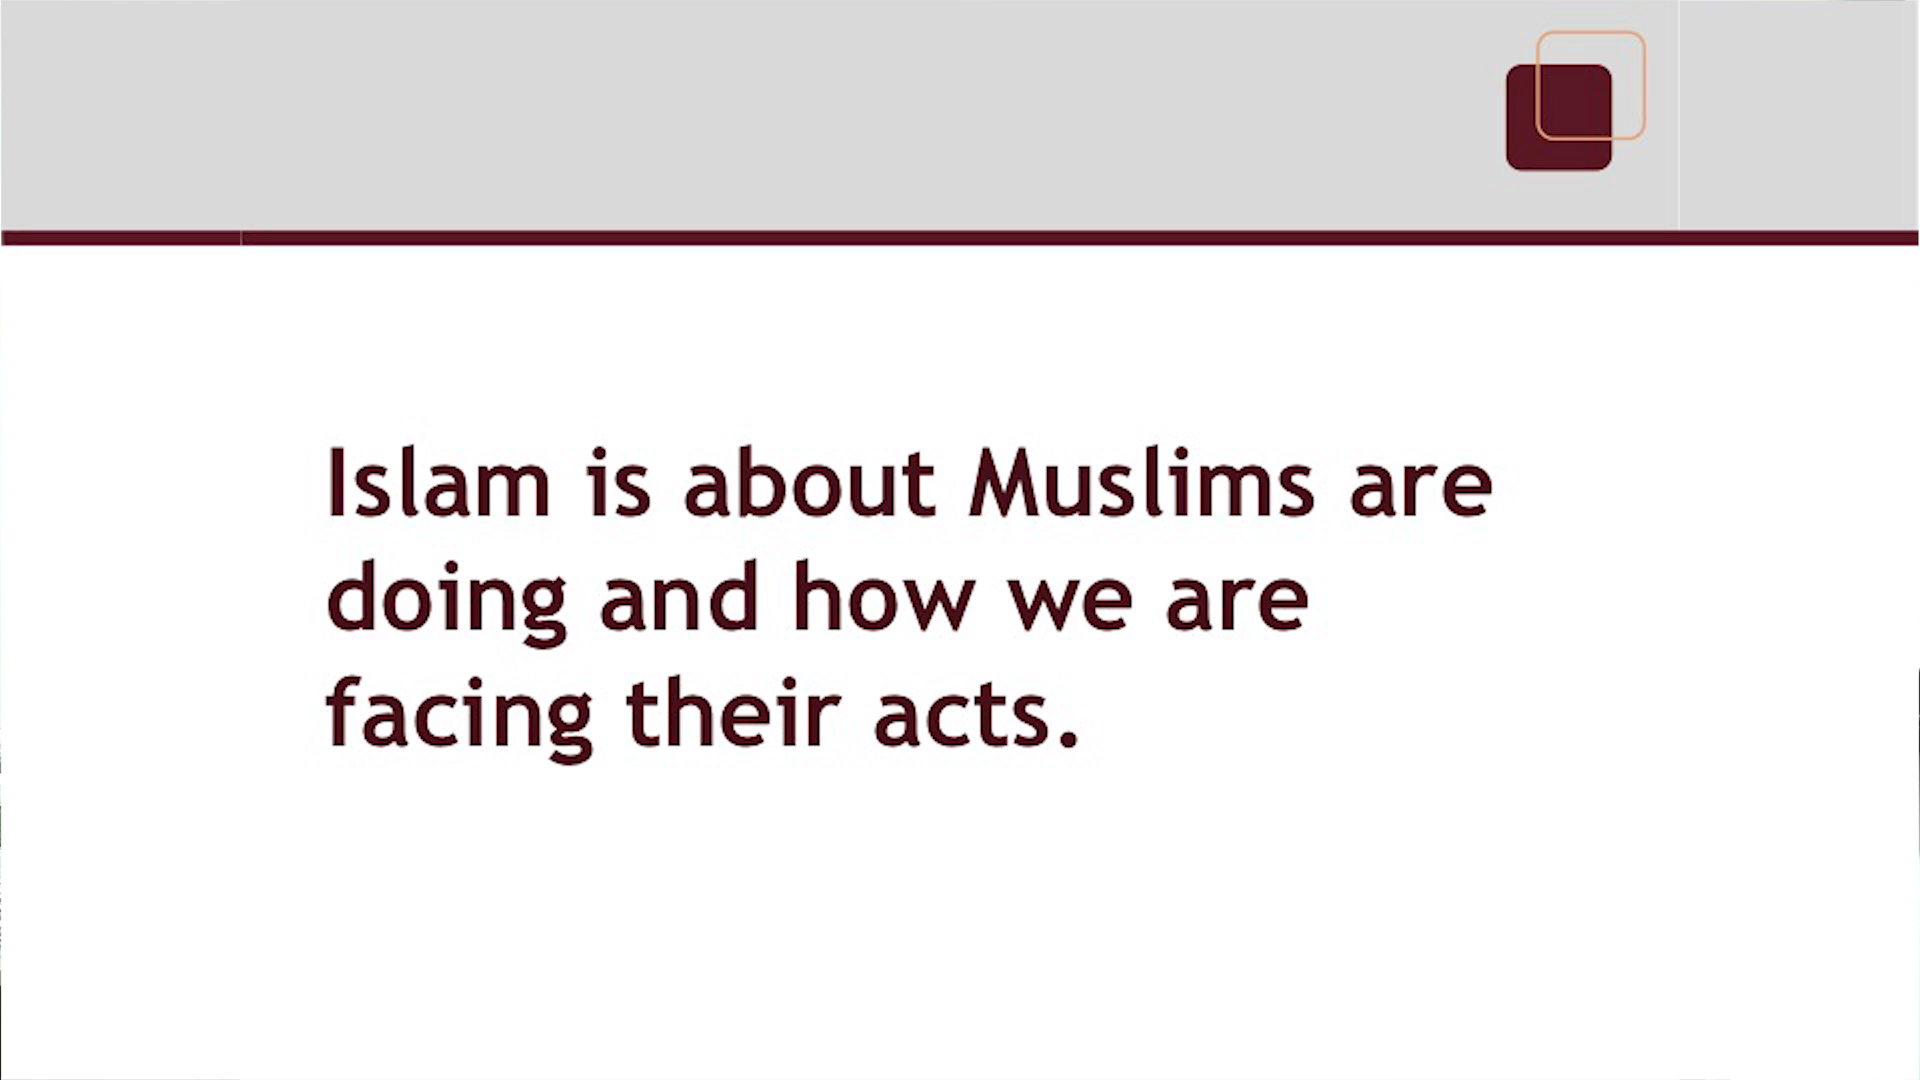 Islam is about Muslims are
doing and how we are
facing their acts.